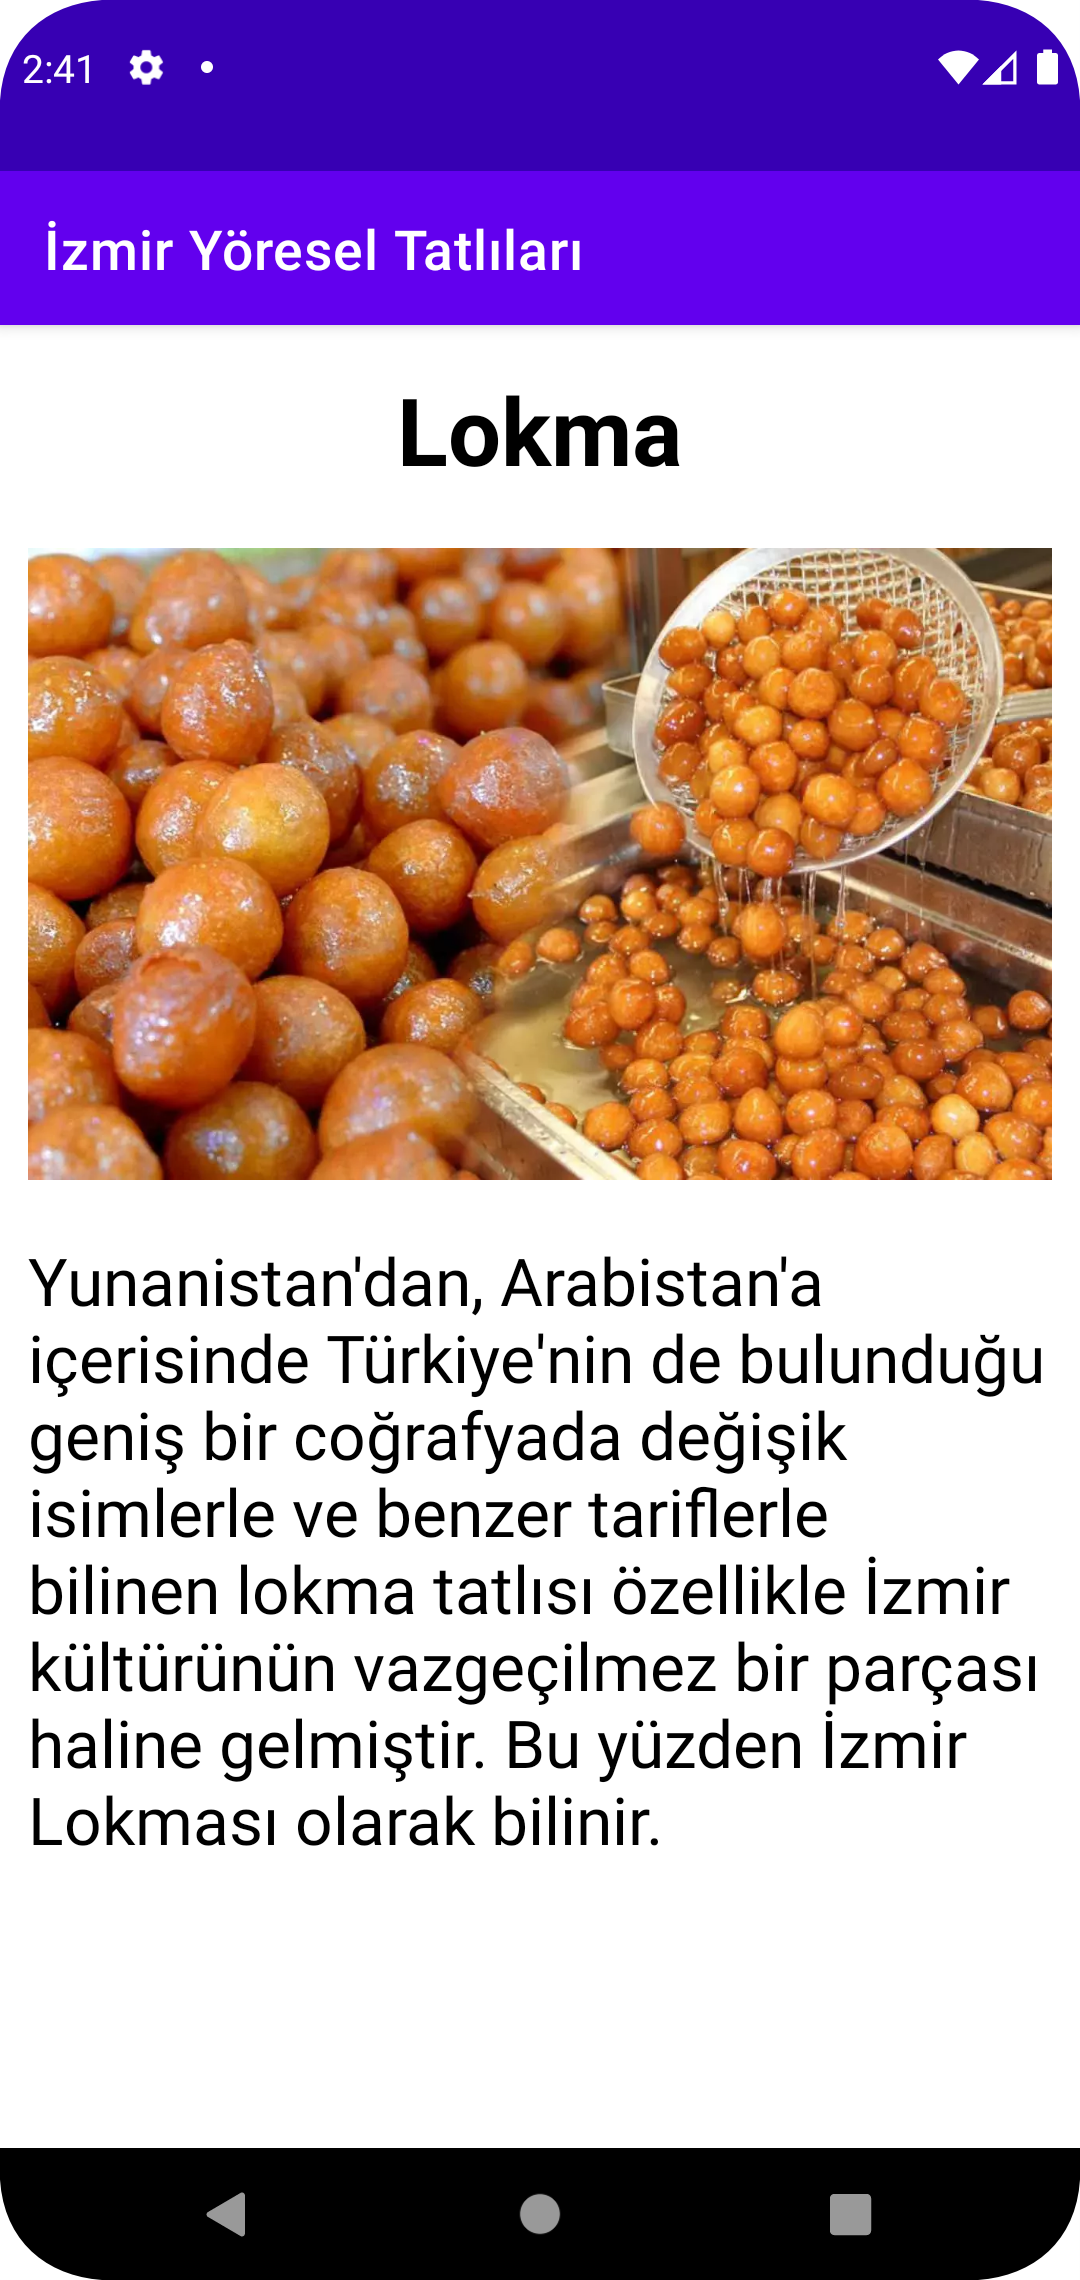 2:41
İzmir Yöresel Tatlıları
Lokma
Yunanistan'dan, Arabistan'a
içerisinde Türkiye'nin de bulunduğu
geniş bir coğrafyada değişik
isimlerle ve benzer tariflerle
bilinen lokma tatlısı özellikle İzmir
kültürünün vazgeçilmez bir parçası
haline gelmiştir. Bu yüzden İzmir
Lokması olarak bilinir.